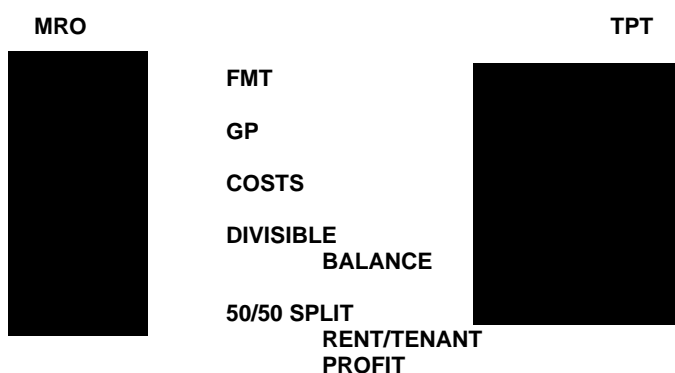 MRO TPT
FMT
GP
COSTS
DIVISIBLE
BALANCE
50/50 SPLIT
RENT/TENANT
PROFIT